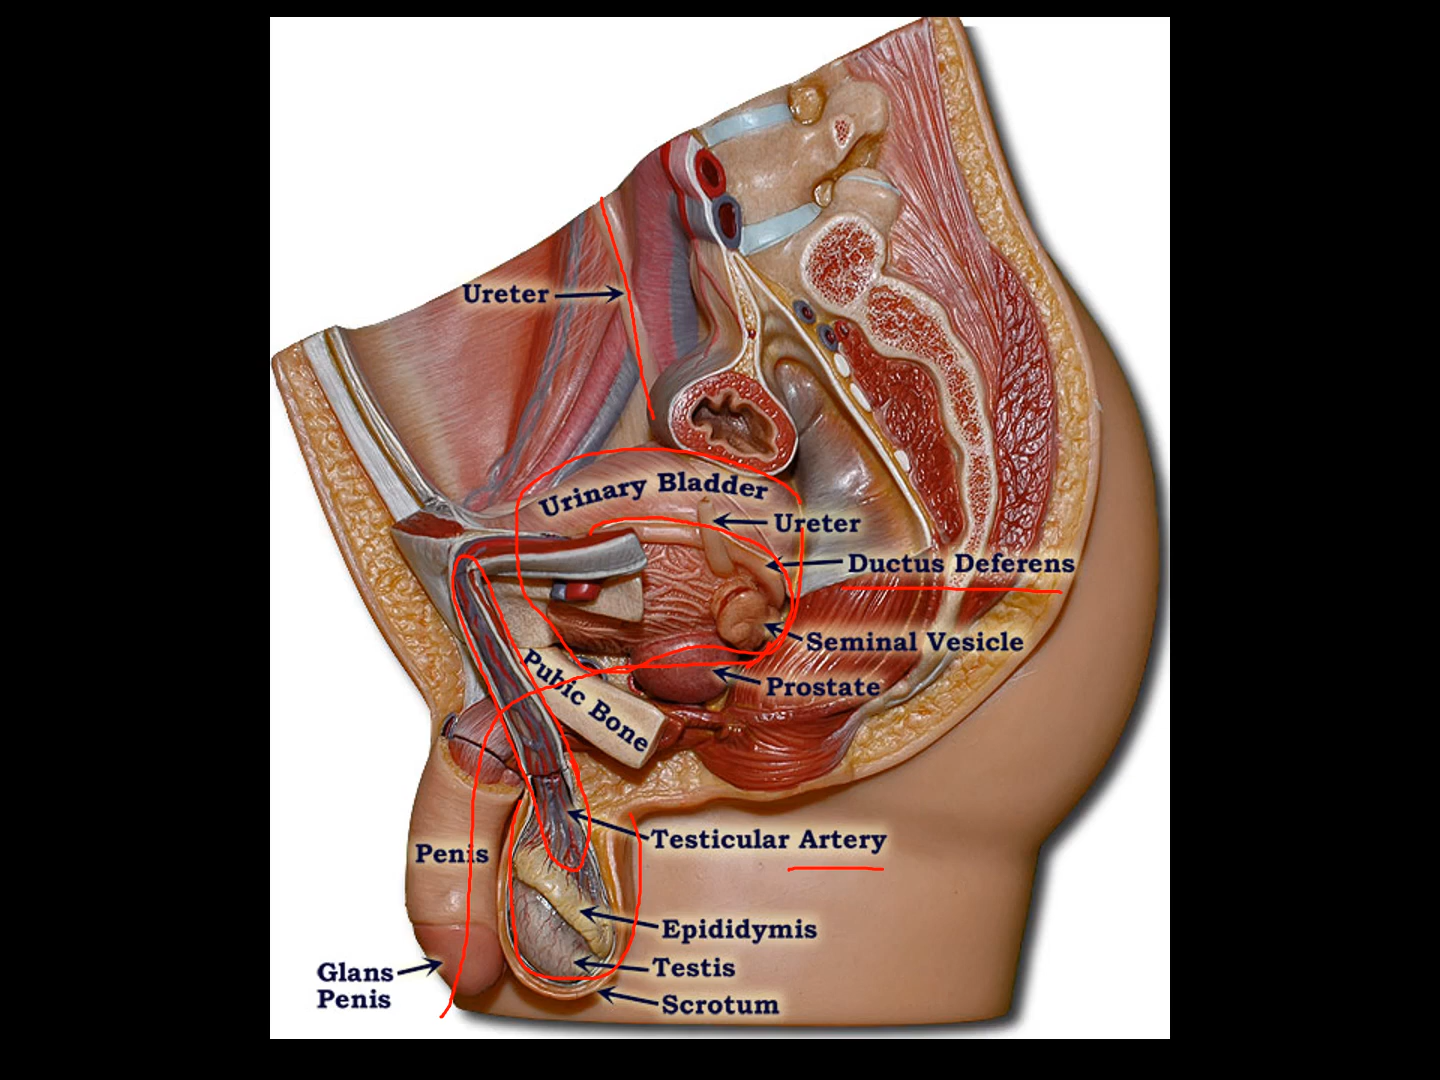 Ureter
Urinary Bladder
Ureter
Ductus Deferens
Seminal Vesicle
Pubic Bone
Prostate
Testicular Artery
Penis
Epididymis
Glans
Penis
Testis
Scrotum